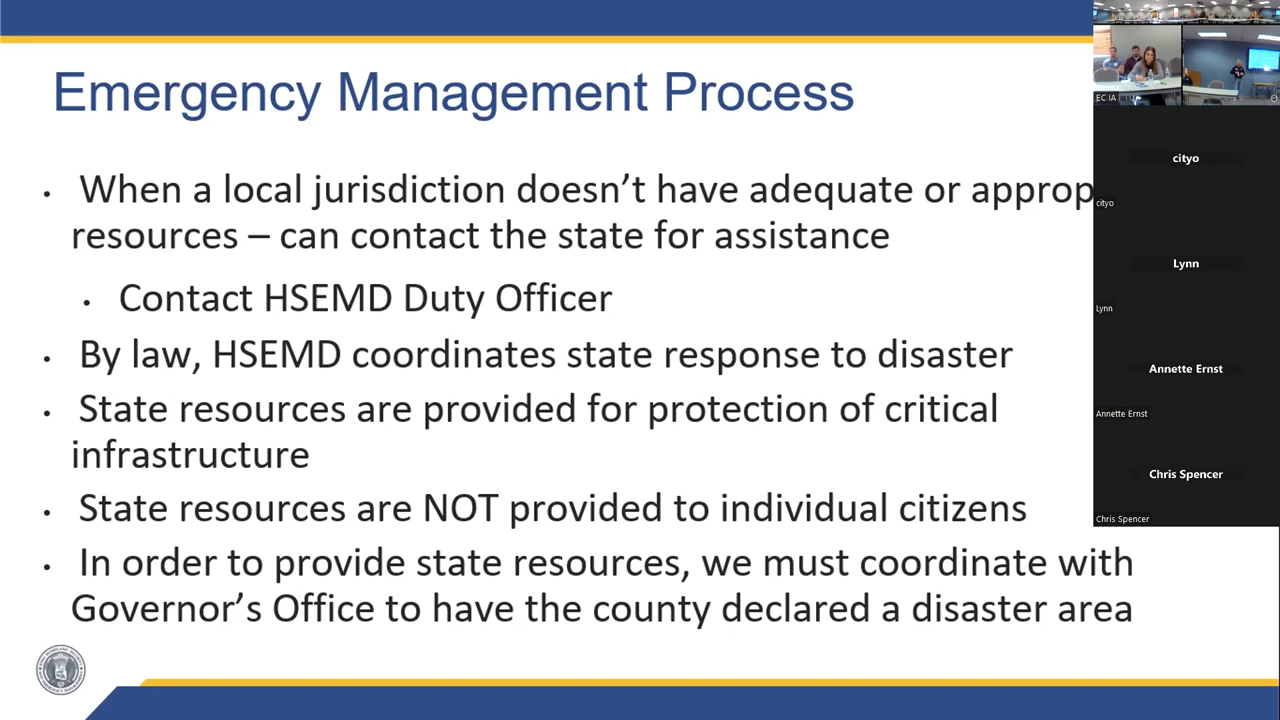 Emergency Management Process
• When a local jurisdiction doesn’t have adequate or approp
resources – can contact the state for assistance
• Contact HSEMD Duty Officer
• By law, HSEMD coordinates state response to disaster
• State resources are provided for protection of critical
infrastructure
• State resources are NOT provided to individual citizens
• In order to provide state resources, we must coordinate with
Governor’s Office to have the county declared a disaster area
EC IA
cityo
cityo
Lynn
Lynn
Annette Ernst
Annette Ernst
Chris Spencer
Chris Spencer